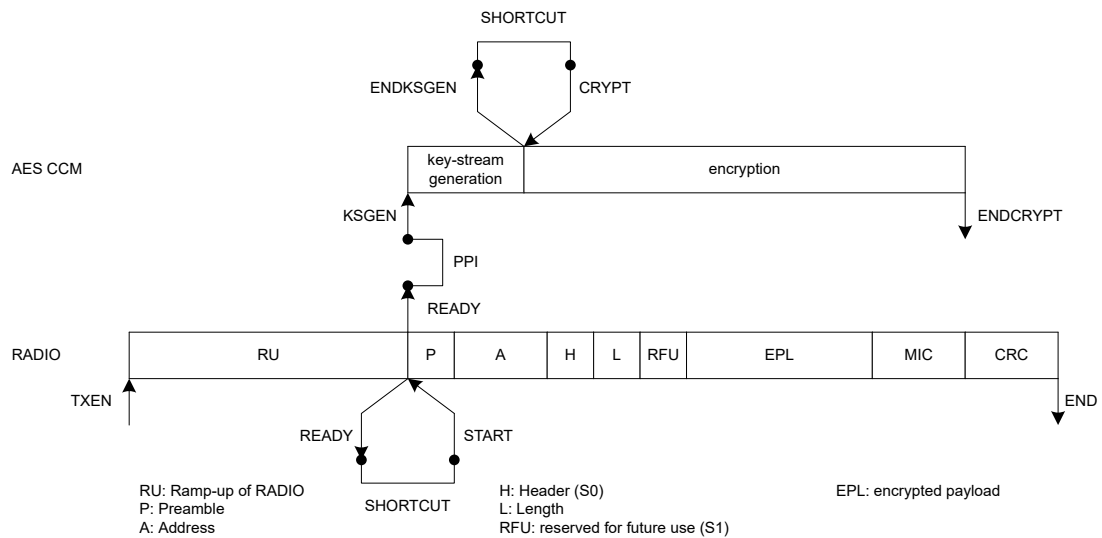 SHORTCUT
ENDKSGEN
CRYPT
AES CCM
key-stream
generation
encryption
KSGEN
ENDCRYPT
PPI
READY
RADIO
RU
P
A
H
L
RFU
EPL
MIC
CRC
TXEN
END
READY
START
SHORTCUT
RU: Ramp-up of RADIO
P: Preamble
A: Address
H: Header (S0)
L: Length
RFU: reserved for future use (S1)
EPL: encrypted payload